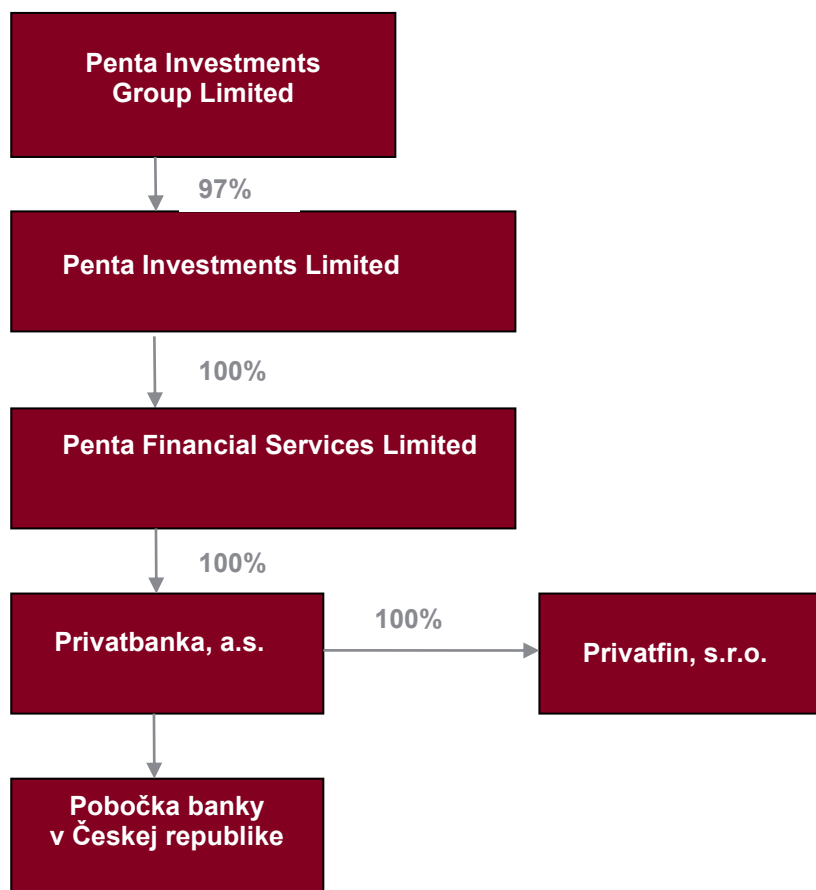 Penta Investments
Group Limited
97%
Penta Investments Limited
100%
Penta Financial Services Limited
100%
Privatbanka, a.s.
100%
Privatfin, s.r.o.
Pobočka banky
v Českej republike